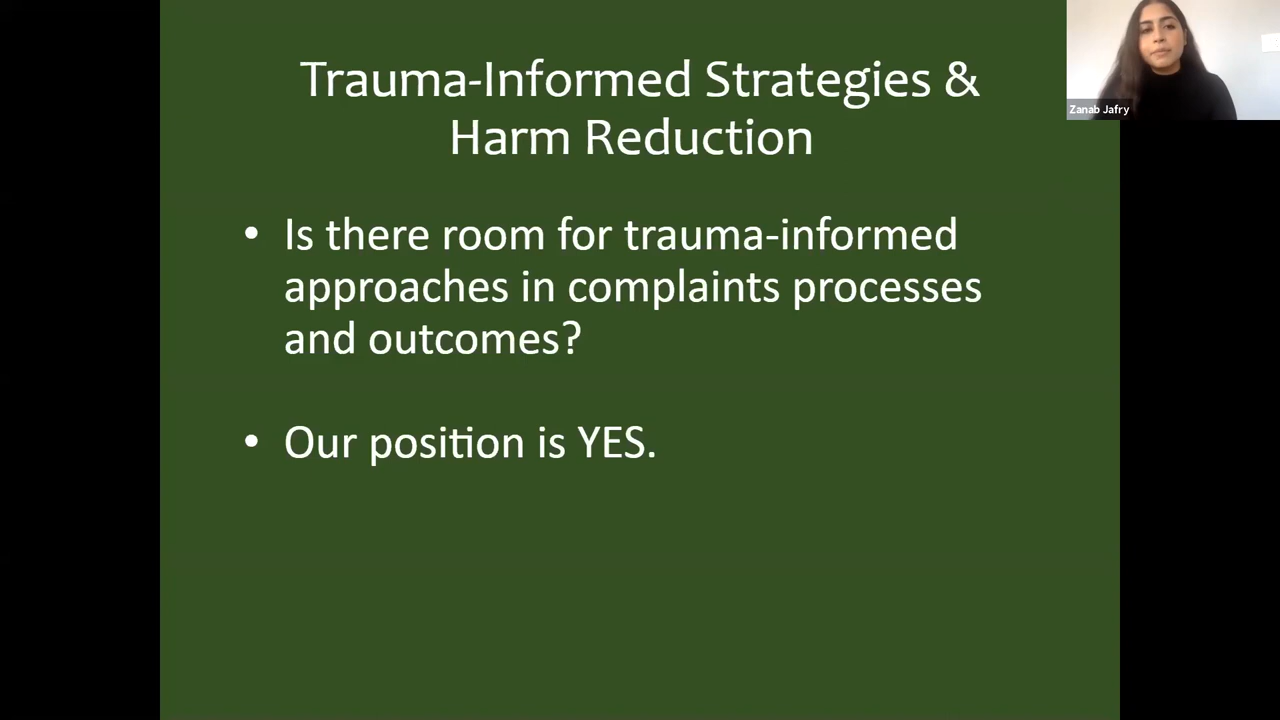 Trauma-Informed Strategies &
Harm Reduction
• Is there room for trauma-informed
approaches in complaints processes
and outcomes?
• Our position is YES.
Zanab Jafry